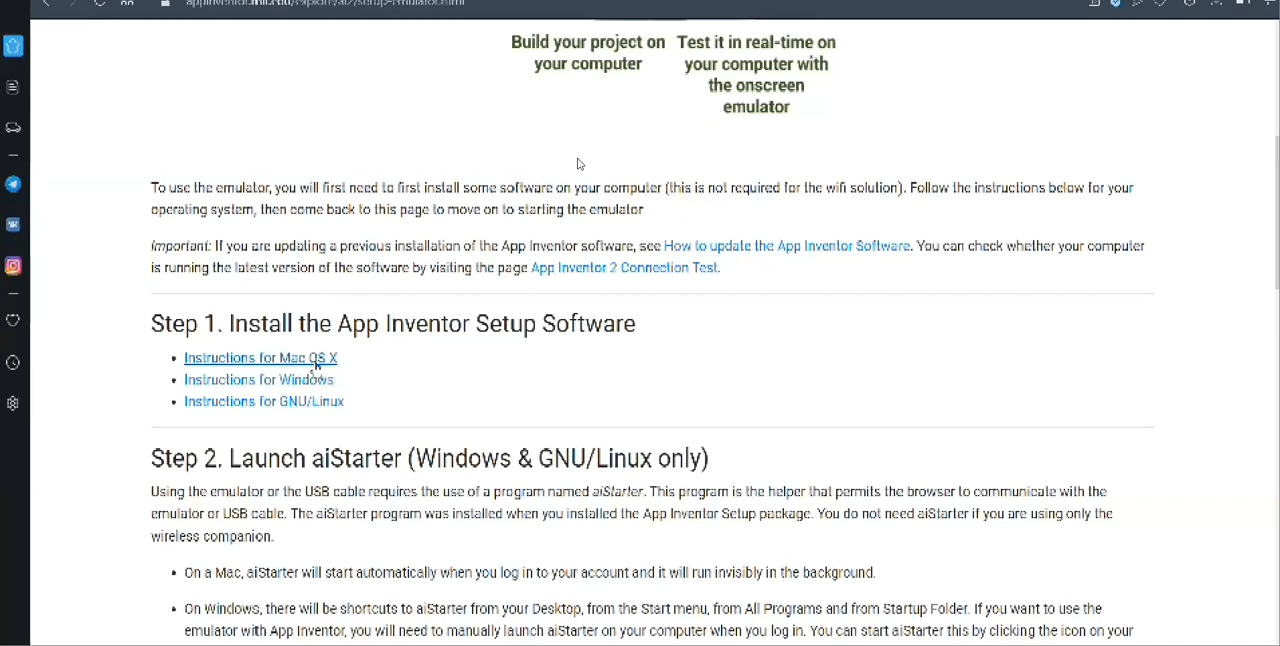 Build your project on
your computer
Test it in real-time on
your computer with
the onscreen
emulator
To use the emulator, you will first need to first install some software on your computer (this is not required for the wifi solution). Follow the instructions below for your
operating system, then come back to this page to move on to starting the emulator
Important: If you are updating a previous installation of the App Inventor software, see How to update the App Inventor Software. You can check whether your computer
is running the latest version of the software by visiting the page App Inventor 2 Connection Test.
Step 1. Install the App Inventor Setup Software
• Instructions for Mac OS X
• Instructions for Windows
• Instructions for GNU/Linux
Step 2. Launch aiStarter (Windows & GNU/Linux only)
Using the emulator or the USB cable requires the use of a program named aiStarter. This program is the helper that permits the browser to communicate with the
emulator or USB cable. The aiStarter program was installed when you installed the App Inventor Setup package. You do not need aiStarter if you are using only the
wireless companion.
• On a Mac, aiStarter will start automatically when you log in to your account and it will run invisibly in the background.
• On Windows, there will be shortcuts to aiStarter from your Desktop, from the Start menu, from All Programs and from Startup Folder. If you want to use the
emulator with App Inventor, you will need to manually launch aiStarter on your computer when you log in. You can start aiStarter this by clicking the icon on your